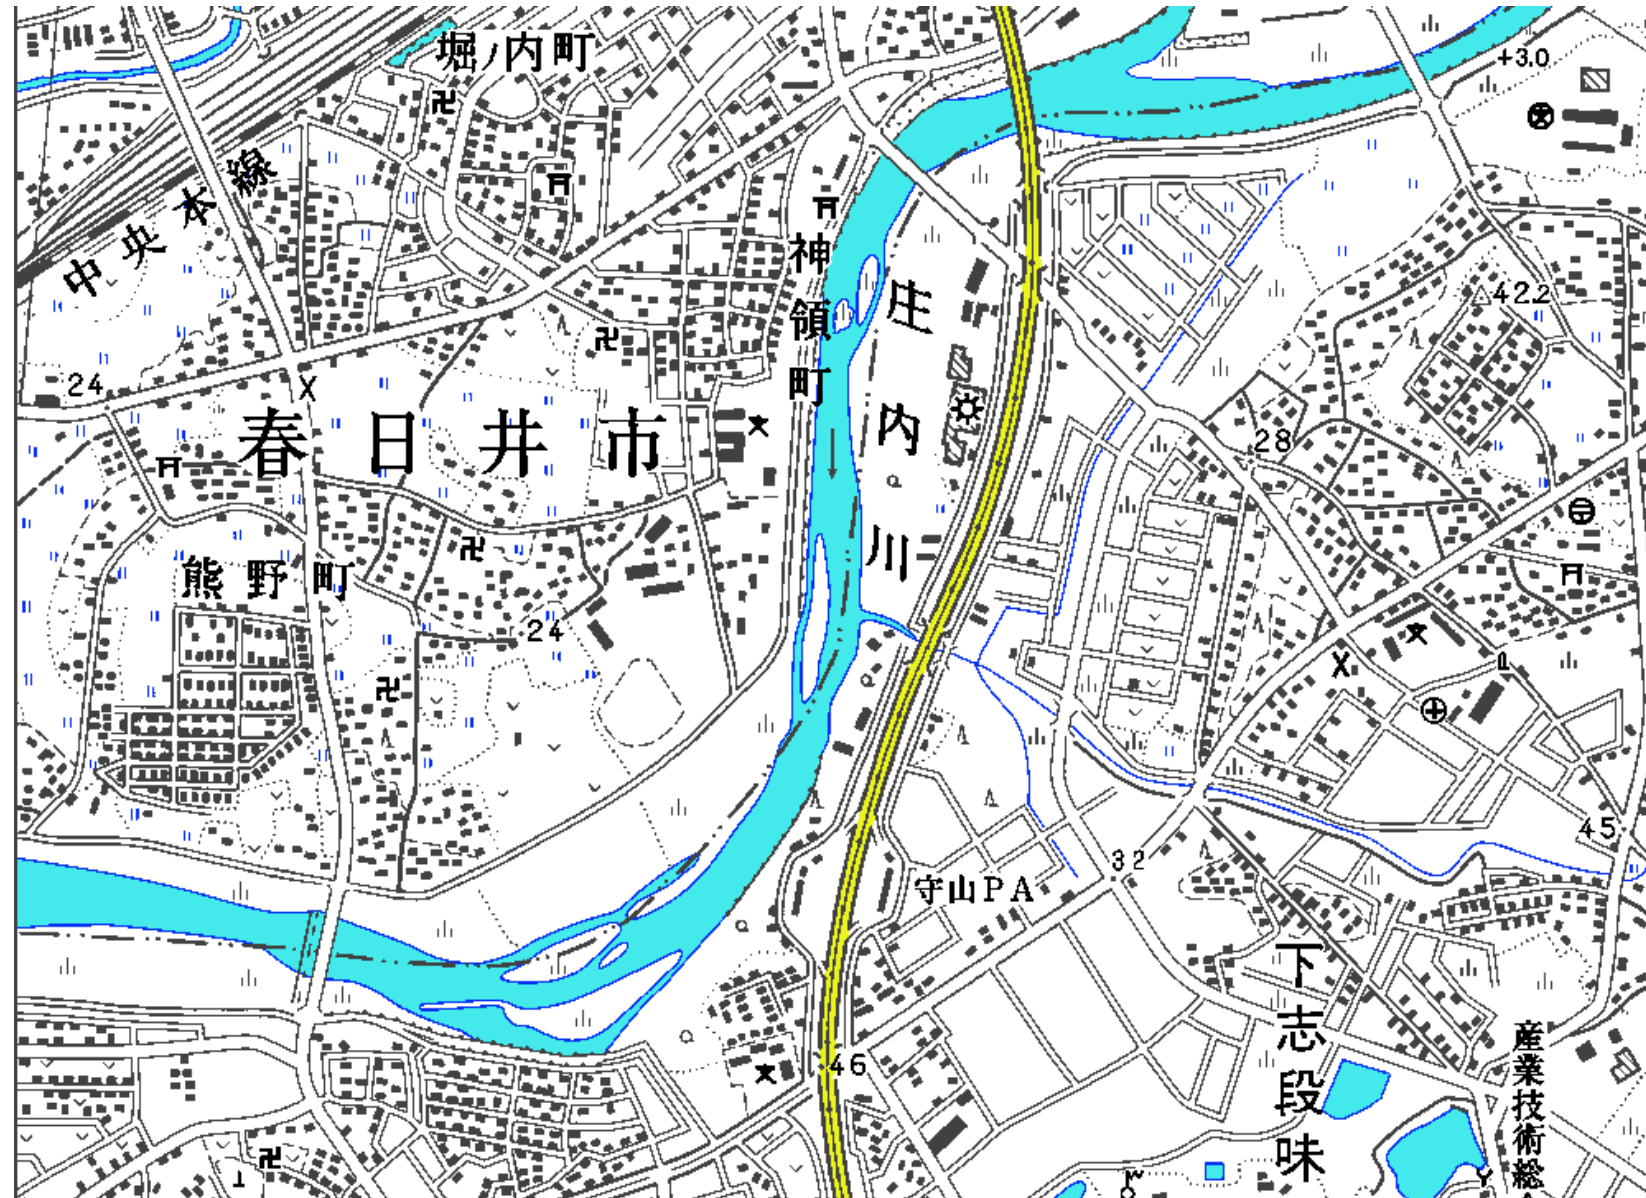 堀ノ内町
+3.0
中央本線
神領町
庄内川
42.2
24
春日井市
28
熊野町
24
45
32
守山PA
下志段味
産業技術総
46